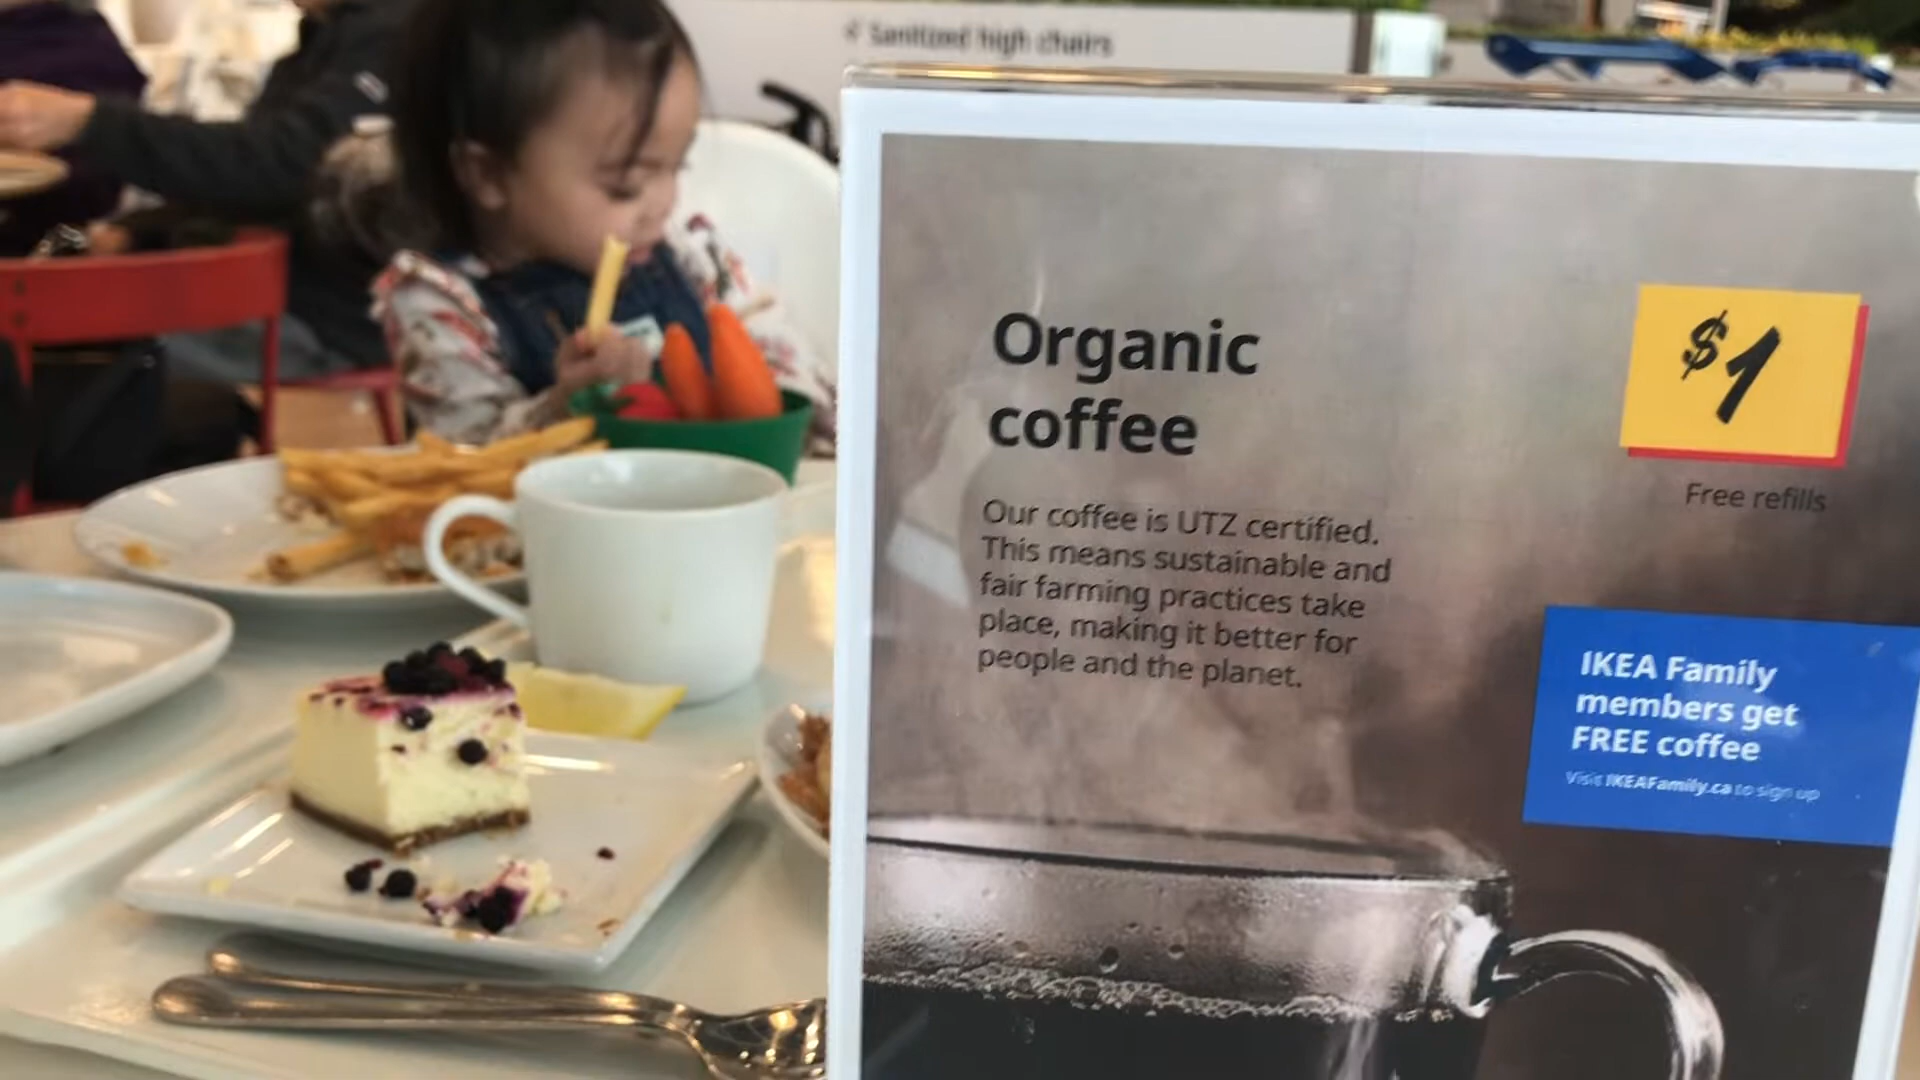 Sanitized high chairs
Organic
coffee
$1
Free refills
Our coffee is UTZ certified.
This means sustainable and
fair farming practices take
place, making it better for
people and the planet.
IKEA Family
members get
FREE coffee
Visit IKEAFamily.ca to sign up